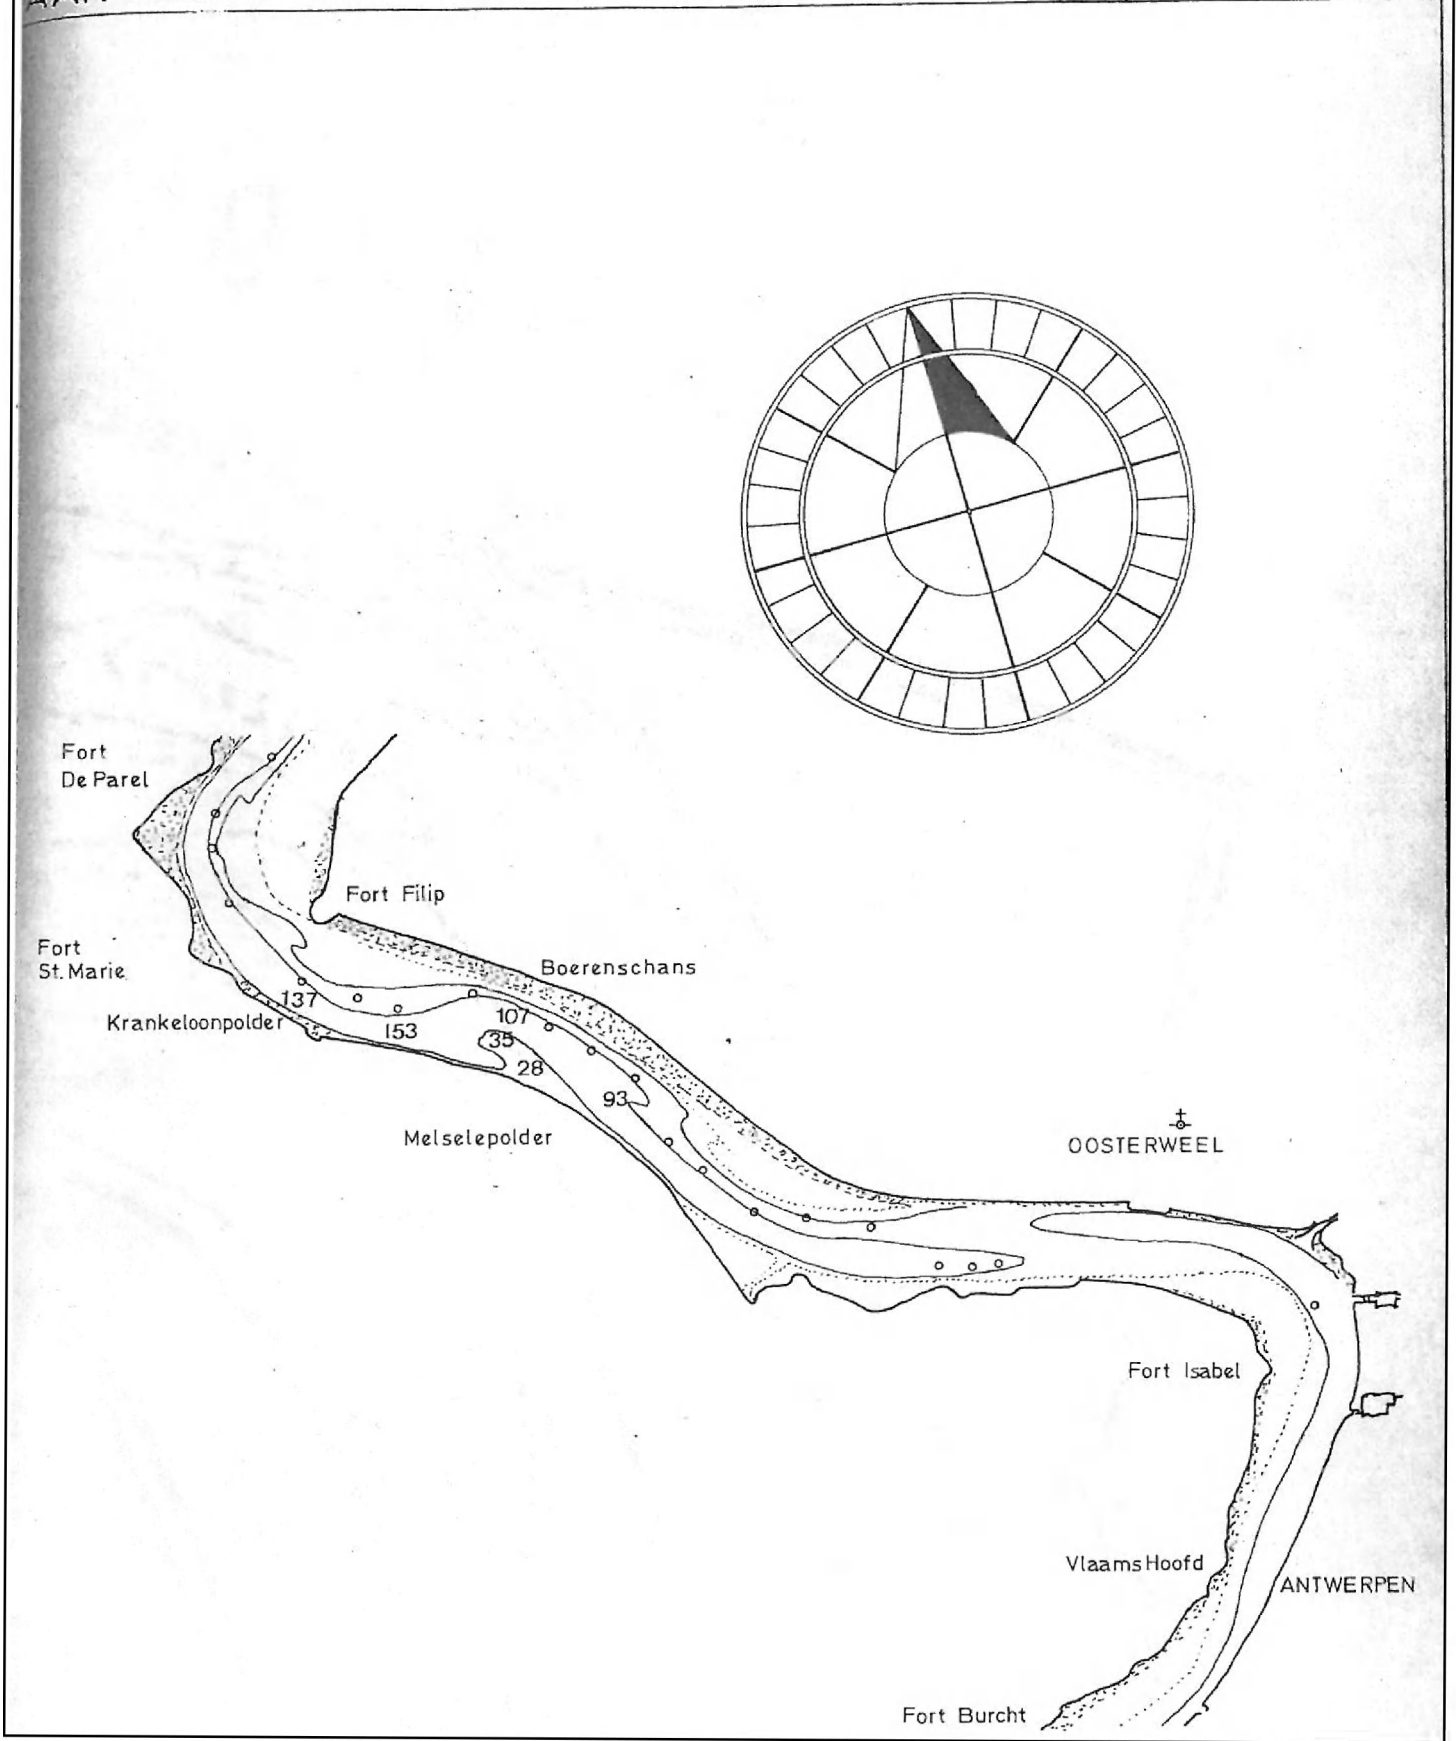 Fort
De Parel
Fort Filip
Fort
St. Marie
Boerenschans
137
Krankeloonpolder
153
107
35
28
93
Melselepolder
OOSTERWEEL
Fort Isabel
Vlaams Hoofd
ANTWERPEN
Fort Burcht